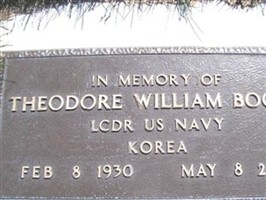 IN MEMORY OF
THEODORE WILLIAM
LCDR US NAVY
KOREA
FEB 8 1930 MAY 8